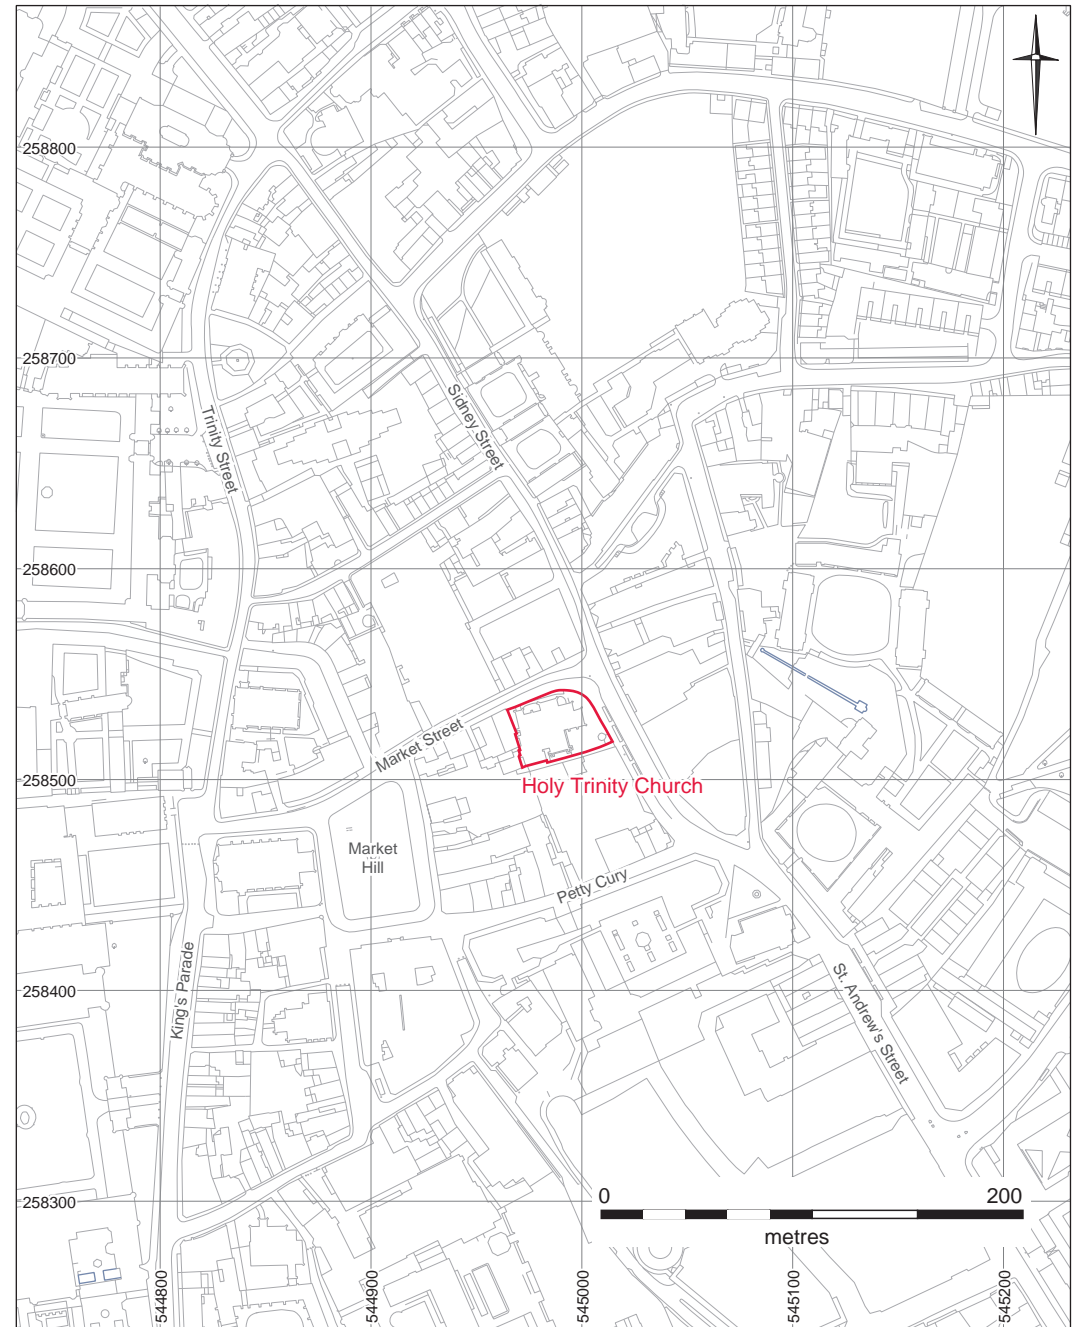 258800
258700
Sidney Street
Trinity Street
258600
Market Street
258500
Holy Trinity Church
Market
Hill
Petty Cury
King's Parade
258400
St. Andrew's Street
258300
0
200
metres
544800
544900
545000
545100
545200